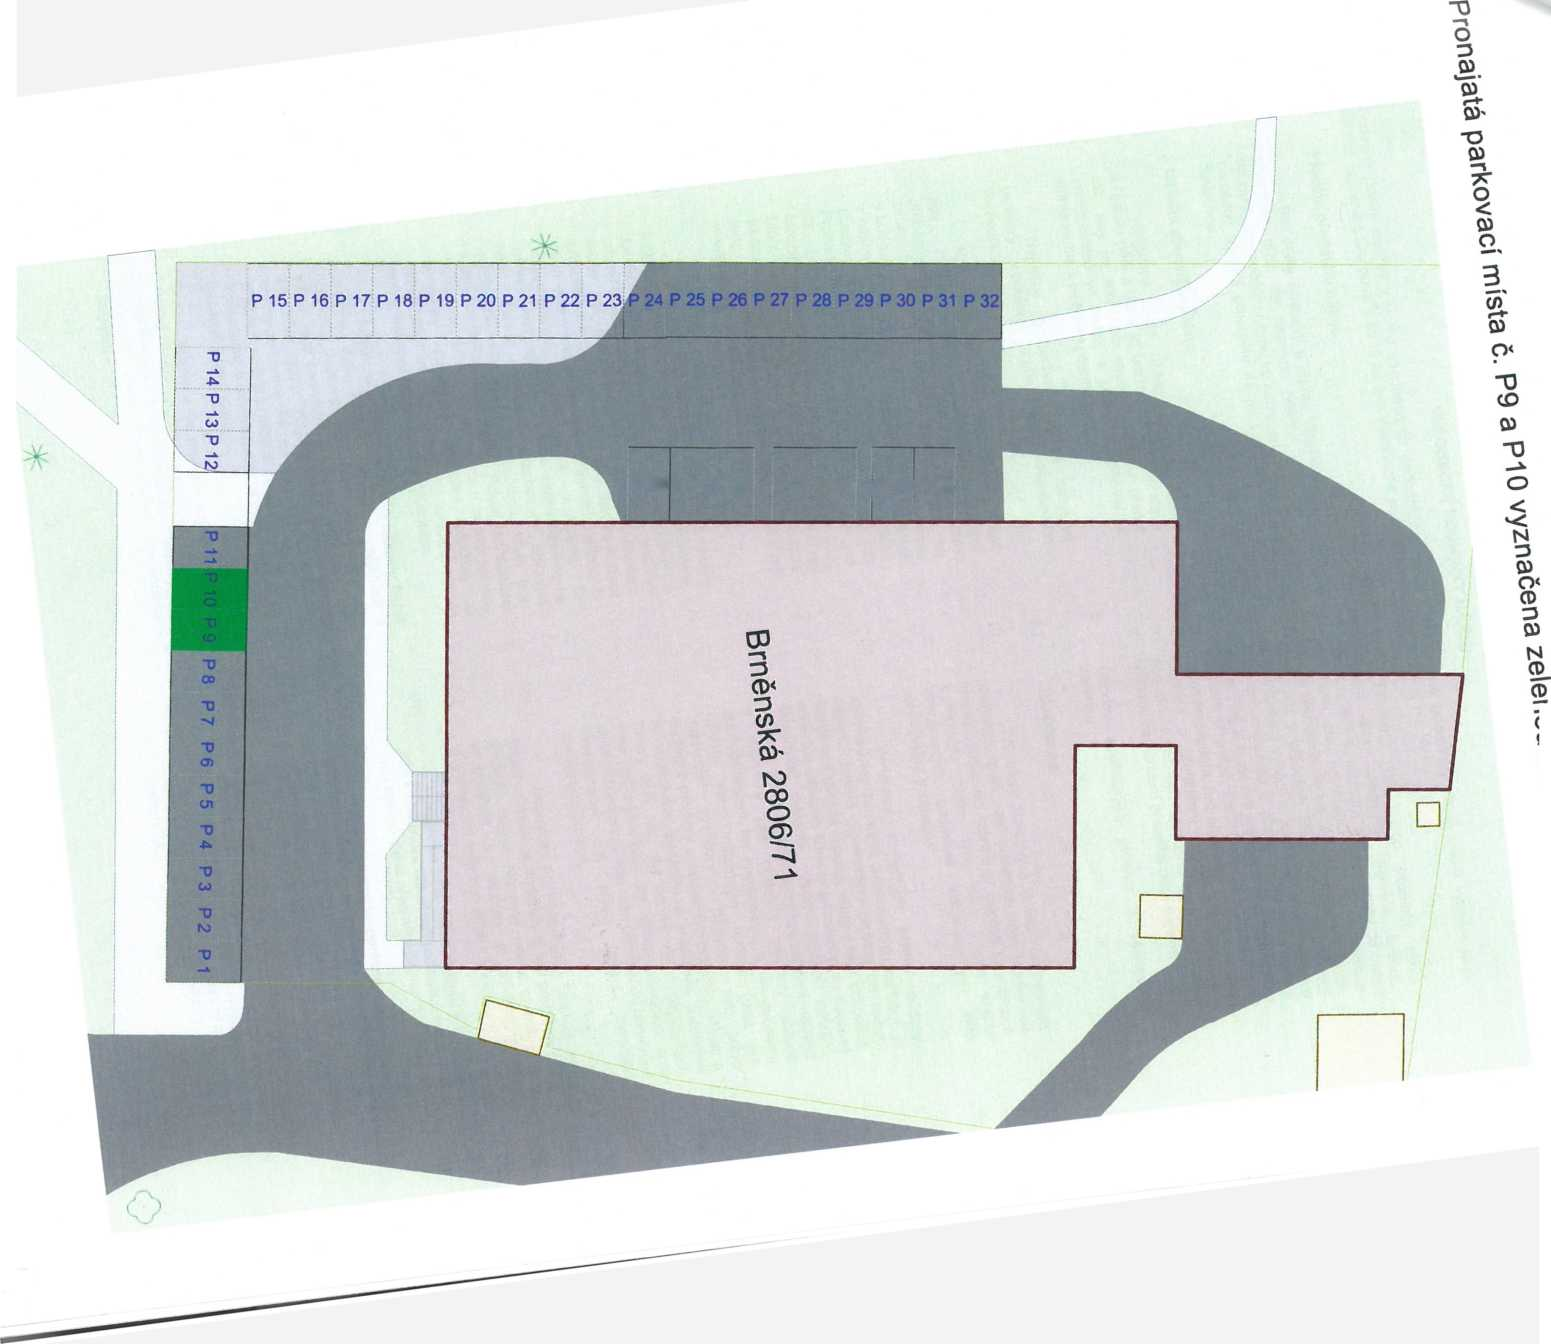 Pronajatá parkovací místa č. P9 a P10 vyznačena
P 15 P 16 P 17 P 18 P 19 P 20 P 21 P 22 P 23 P 24 P 25 P 26 P 27 P 28 P 29 P 30 P 31 P 32
P 14 P 13 P 12
P 11 P 10 P 9 P 8 P 7 P 6 P 5 P 4 P 3 P 2 P 1
Brněnská 2806/71